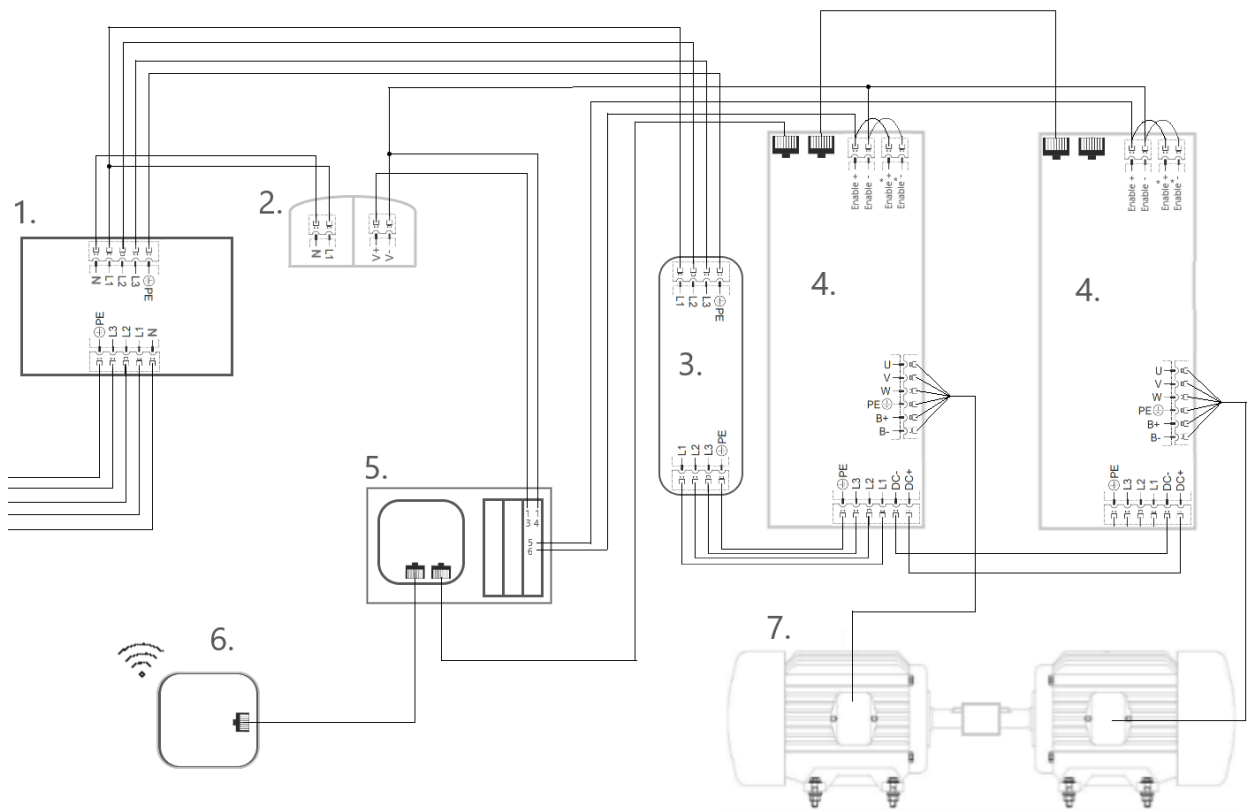 1.
N
L1
L2
L3
PE
PE
L3
L2
L1
N
2.
N
L1
V+
V-
3.
L1
L2
L3
PE
L1
L2
L3
PE
4.
Enable +
Enable -
* Enable +
* Enable -
U
V
W
PE
B+
B-
PE
L3
L2
L1
DC-
DC+
4.
Enable +
Enable -
* Enable +
* Enable -
U
V
W
PE
B+
B-
PE
L3
L2
L1
DC-
DC+
5.
1 1
3 4
5
6
6.
7.